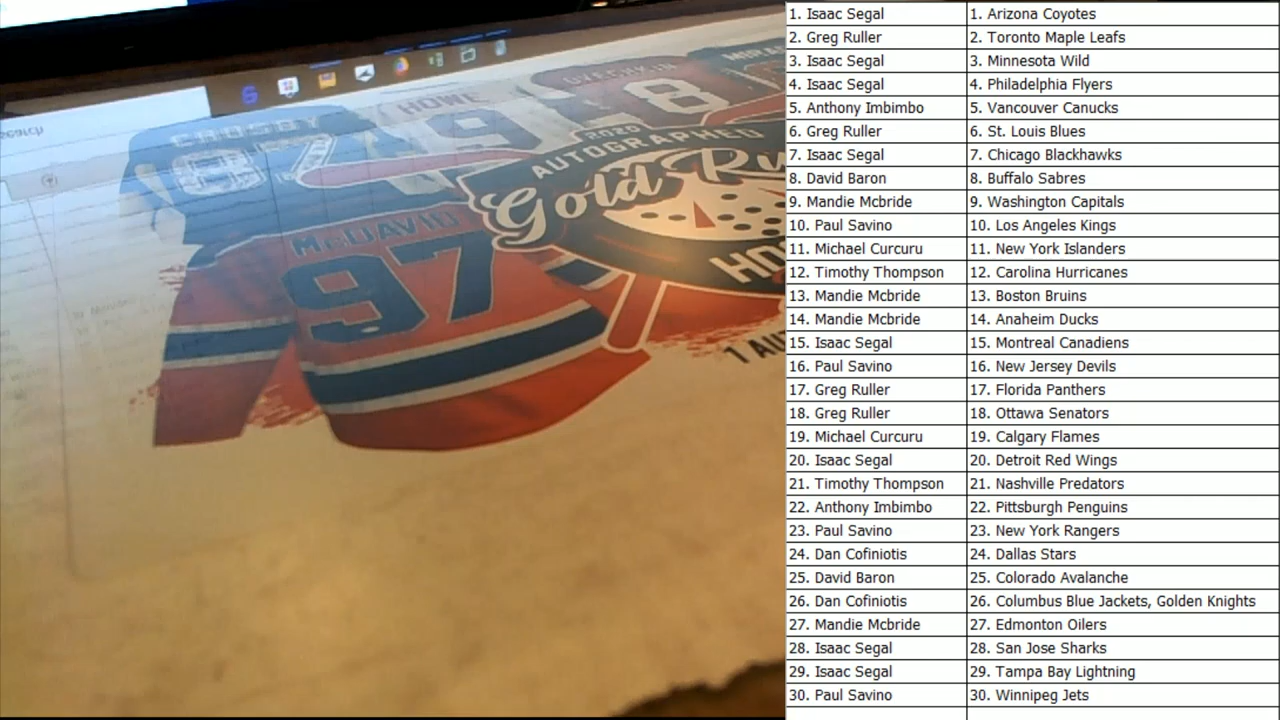 search
CROSBY
HOWE
OVECHKIN
8
9
2020
AUTOGRAPHED
Gold
McDAVID
97
1. Isaac Segal 1. Arizona Coyotes
2. Greg Ruller 2. Toronto Maple Leafs
3. Isaac Segal 3. Minnesota Wild
4. Isaac Segal 4. Philadelphia Flyers
5. Anthony Imbimbo 5. Vancouver Canucks
6. Greg Ruller 6. St. Louis Blues
7. Isaac Segal 7. Chicago Blackhawks
8. David Baron 8. Buffalo Sabres
9. Mandie Mcbride 9. Washington Capitals
10. Paul Savino 10. Los Angeles Kings
11. Michael Curcuru 11. New York Islanders
12. Timothy Thompson 12. Carolina Hurricanes
13. Mandie Mcbride 13. Boston Bruins
14. Mandie Mcbride 14. Anaheim Ducks
15. Isaac Segal 15. Montreal Canadiens
16. Paul Savino 16. New Jersey Devils
17. Greg Ruller 17. Florida Panthers
18. Greg Ruller 18. Ottawa Senators
19. Michael Curcuru 19. Calgary Flames
20. Isaac Segal 20. Detroit Red Wings
21. Timothy Thompson 21. Nashville Predators
22. Anthony Imbimbo 22. Pittsburgh Penguins
23. Paul Savino 23. New York Rangers
24. Dan Cofiniotis 24. Dallas Stars
25. David Baron 25. Colorado Avalanche
26. Dan Cofiniotis 26. Columbus Blue Jackets, Golden Knights
27. Mandie Mcbride 27. Edmonton Oilers
28. Isaac Segal 28. San Jose Sharks
29. Isaac Segal 29. Tampa Bay Lightning
30. Paul Savino 30. Winnipeg Jets